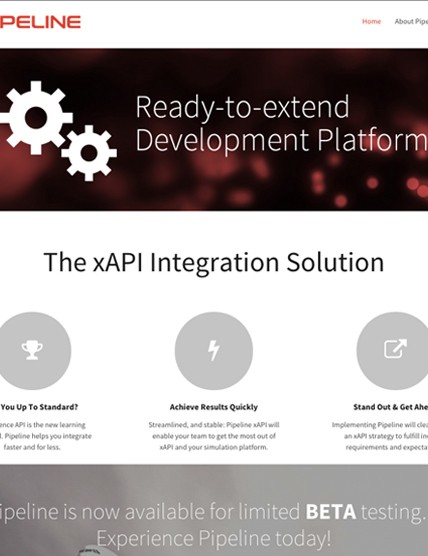 PELINE
Home About Pipe
Ready-to-extend
Development Platform
The xAPI Integration Solution
You Up To Standard?
ence API is the new learning
. Pipeline helps you integrate
faster and for less.
Achieve Results Quickly
Streamlined, and stable: Pipeline xAPI will
enable your team to get the most out of
xAPI and your simulation platform.
Stand Out & Get Ahe
Implementing Pipeline will clea
an xAPI strategy to fulfill inc
requirements and expecta
ipeline is now available for limited BETA testing.
Experience Pipeline today!